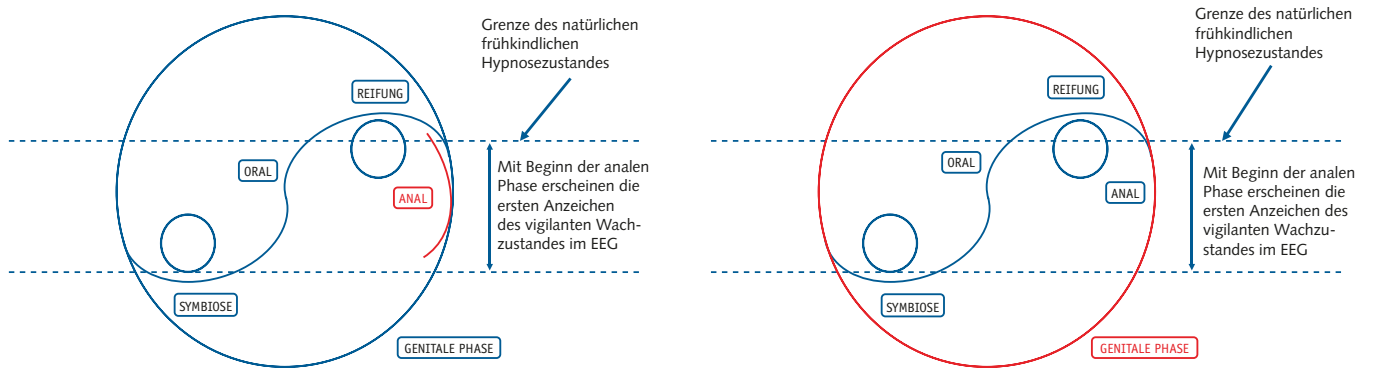 Grenze des natürlichen
frühkindlichen
Hypnosezustandes
REIFUNG
ORAL
ANAL
Mit Beginn der analen
Phase erscheinen die
ersten Anzeichen
des vigilanten Wach-
zustandes im EEG
SYMBIOSE
GENITALE PHASE
Grenze des natürlichen
frühkindlichen
Hypnosezustandes
REIFUNG
ORAL
ANAL
Mit Beginn der analen
Phase erscheinen die
ersten Anzeichen des
vigilanten Wachzu-
standes im EEG
SYMBIOSE
GENITALE PHASE